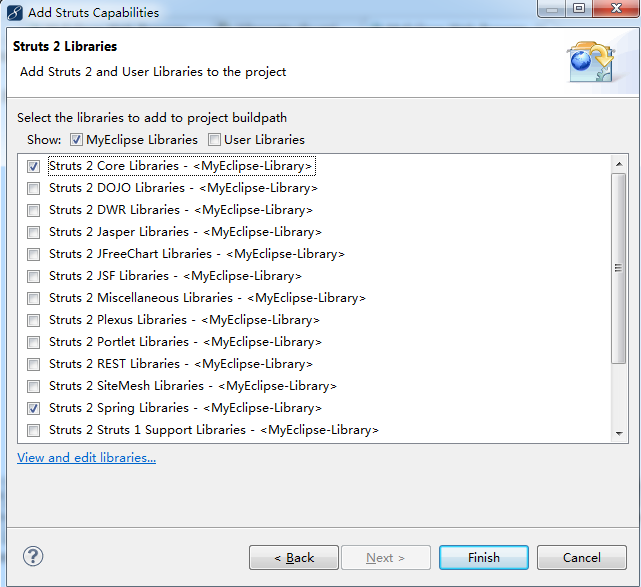 Add Struts Capabilities
Struts 2 Libraries
Add Struts 2 and User Libraries to the project
Select the libraries to add to project buildpath
Show: MyEclipse Libraries User Libraries
Struts 2 Core Libraries - <MyEclipse-Library>
Struts 2 DOJO Libraries - <MyEclipse-Library>
Struts 2 DWR Libraries - <MyEclipse-Library>
Struts 2 Jasper Libraries - <MyEclipse-Library>
Struts 2 JFreeChart Libraries - <MyEclipse-Library>
Struts 2 JSF Libraries - <MyEclipse-Library>
Struts 2 Miscellaneous Libraries - <MyEclipse-Library>
Struts 2 Plexus Libraries - <MyEclipse-Library>
Struts 2 Portlet Libraries - <MyEclipse-Library>
Struts 2 REST Libraries - <MyEclipse-Library>
Struts 2 SiteMesh Libraries - <MyEclipse-Library>
Struts 2 Spring Libraries - <MyEclipse-Library>
Struts 2 Struts 1 Support Libraries - <MyEclipse-Library>
View and edit libraries...
? < Back Next > Finish Cancel